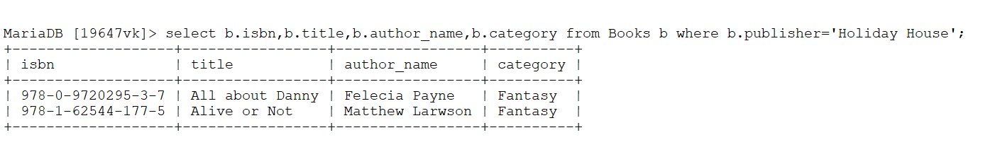 MariaDB [19647vk]> select b.isbn,b.title,b.author_name,b.category from Books b where b.publisher='Holiday House';
+-------------------+-----------------+-----------------+----------+
| isbn              | title           | author_name     | category |
+-------------------+-----------------+-----------------+----------+
| 978-0-9720295-3-7 | All about Danny | Felecia Payne   | Fantasy  |
| 978-1-62544-177-5 | Alive or Not    | Matthew Larwson | Fantasy  |
+-------------------+-----------------+-----------------+----------+